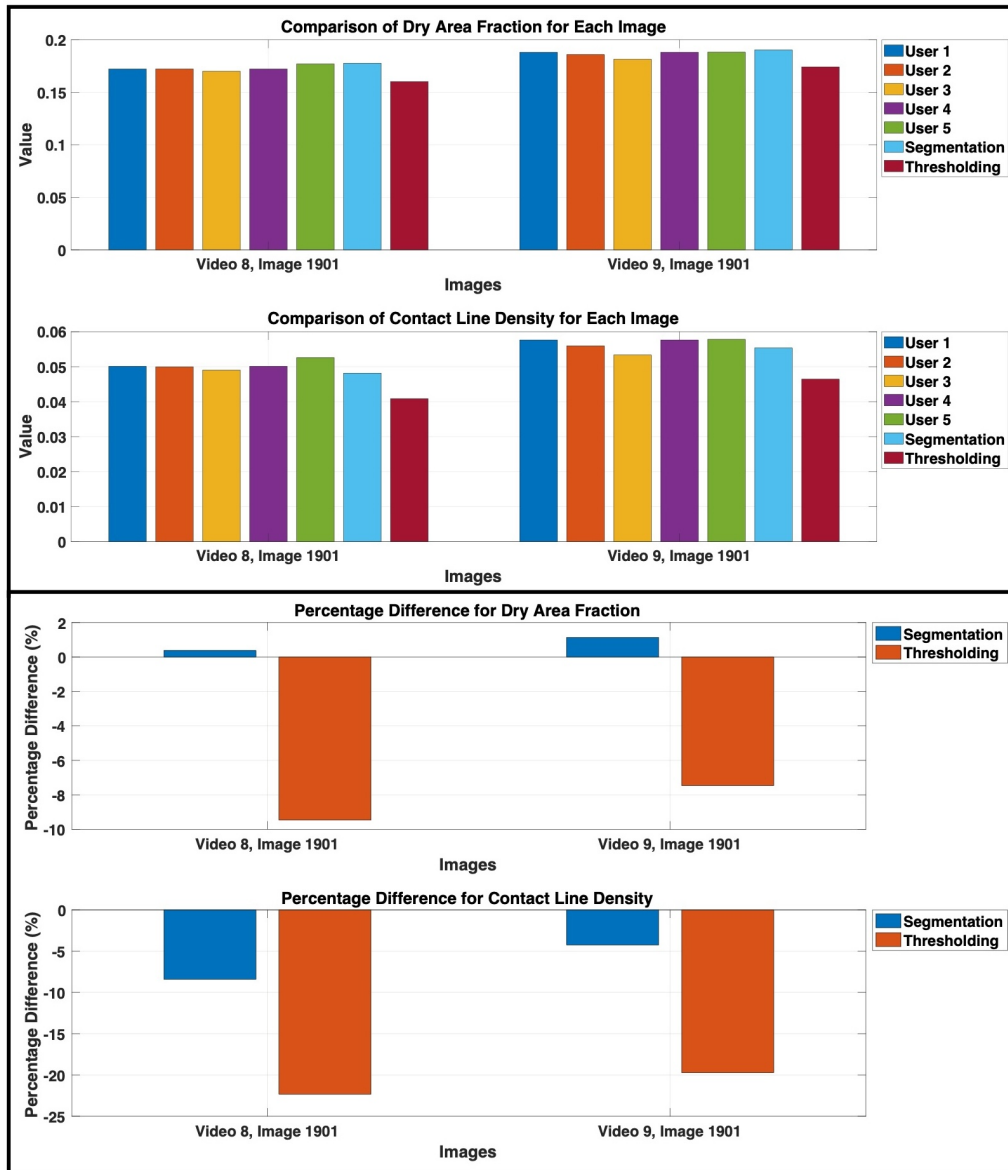 Comparison of Dry Area Fraction for Each Image
Value
0.2
0.15
0.1
0.05
0
Video 8, Image 1901
Video 9, Image 1901
Images
User 1
User 2
User 3
User 4
User 5
Segmentation
Thresholding
Comparison of Contact Line Density for Each Image
Value
0.06
0.05
0.04
0.03
0.02
0.01
0
Video 8, Image 1901
Video 9, Image 1901
Images
User 1
User 2
User 3
User 4
User 5
Segmentation
Thresholding
Percentage Difference for Dry Area Fraction
Percentage Difference (%)
2
0
-2
-4
-6
-8
-10
Video 8, Image 1901
Video 9, Image 1901
Images
Segmentation
Thresholding
Percentage Difference for Contact Line Density
Percentage Difference (%)
0
-5
-10
-15
-20
-25
Video 8, Image 1901
Video 9, Image 1901
Images
Segmentation
Thresholding